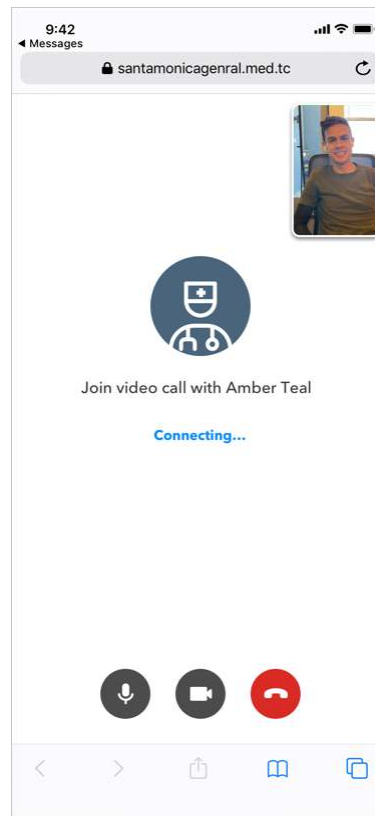 9:42
Messages
santamonicagenral.med.tc
Join video call with Amber Teal
Connecting...